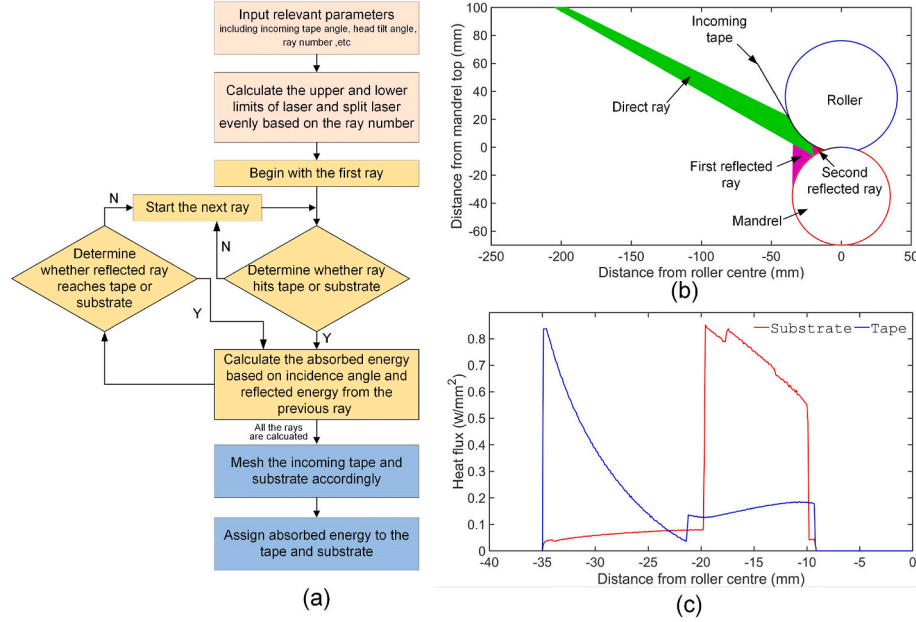 Input relevant parameters
including incoming tape angle, head tilt angle,
ray number ,etc
Calculate the upper and lower
limits of laser and split laser
evenly based on the ray number
Begin with the first ray
N
Start the next ray
N
Determine
whether reflected ray
reaches tape or
substrate
Determine whether ray
hits tape or substrate
Y
Y
Calculate the absorbed energy
based on incidence angle and
reflected energy from the
previous ray
All the rays
are calcuated
Mesh the incoming tape and
substrate accordingly
Assign absorbed energy to the
tape and substrate
(a)
Distance from mandrel top (mm)
100
80
60
40
20
0
-20
-40
-60
-70
Incoming
tape
Roller
Direct ray
First reflected
ray
Second
reflected ray
Mandrel
-250 -200 -150 -100 -50 0 50
Distance from roller centre (mm)
(b)
Substrate Tape
Heat flux (w/mm²)
0.8
0.7
0.6
0.5
0.4
0.3
0.2
0.1
0
-40 -35 -30 -25 -20 -15 -10 -5 0
Distance from roller centre (mm)
(c)